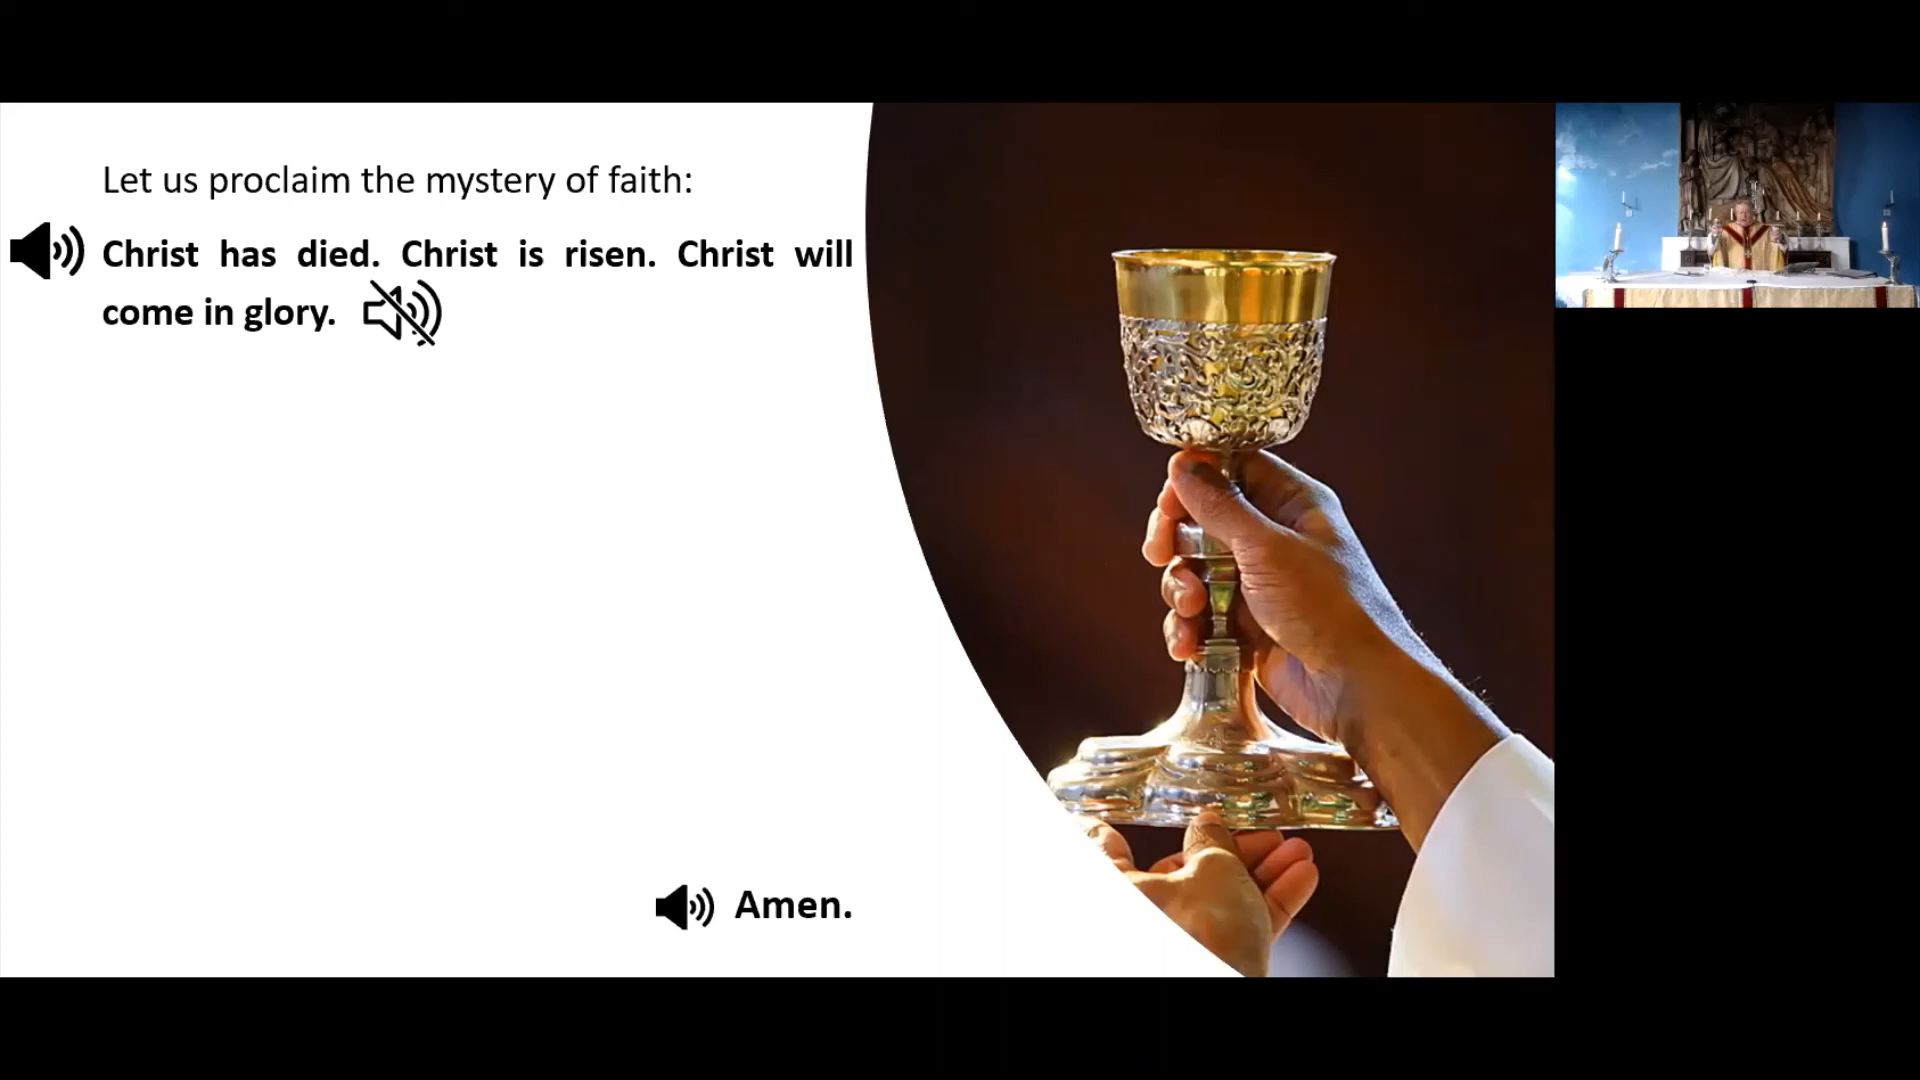 Let us proclaim the mystery of faith:
Christ has died. Christ is risen. Christ will
come in glory.
Amen.